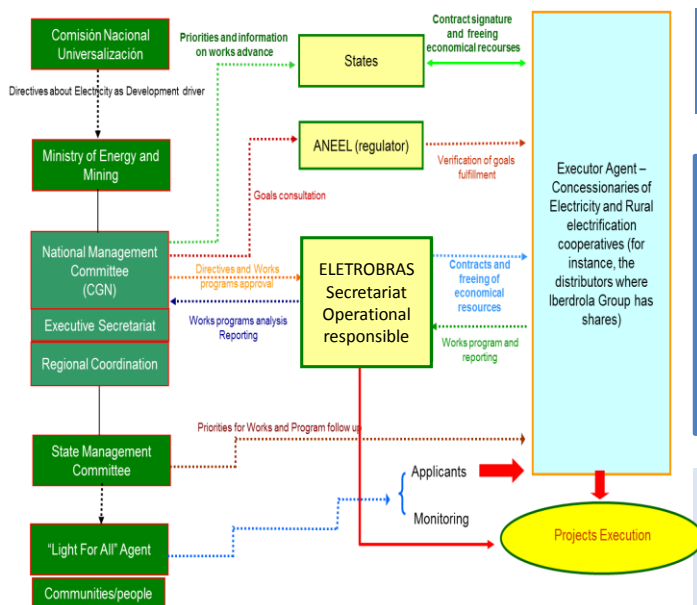 Comisión Nacional
Universalización
Directives about Electricity as Development driver
Ministry of Energy and
Mining
National Management
Committee
(CGN)
Executive Secretariat
Regional Coordination
State Management
Committee
"Light For All" Agent
Communities/people
Priorities and information
on works advance
Goals consultation
Directives and Works
programs approval
Works programs analysis
Reporting
Priorities for Works and Program follow up
States
ANEEL (regulator)
ELETROBRAS
Secretariat
Operational
responsible
Applicants
Monitoring
Contract signature
and freeing
economical recourses
Verification of goals
fulfillment
Contracts and
freeing of
economical
resources
Works program and
reporting
Executor Agent –
Concessionaries of
Electricity and Rural
electrification
cooperatives (for
instance, the
distributors where
Iberdrola Group has
shares)
Projects Execution